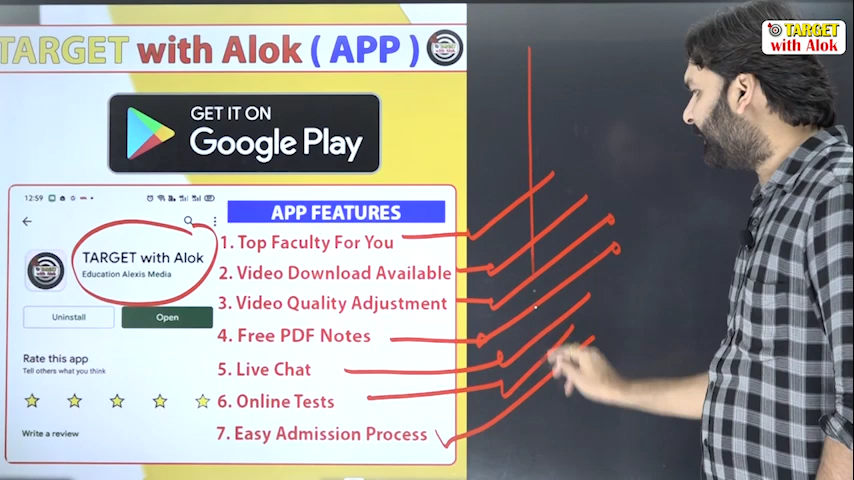 TARGET with Alok ( APP )
TARGET
with Alok
GET IT ON
Google Play
12:59
APP FEATURES
TARGET with Alok
Education Alexis Media
Uninstall
Open
Rate this app
Tell others what you think
Write a review
1. Top Faculty For You
2. Video Download Available
3. Video Quality Adjustment
4. Free PDF Notes
5. Live Chat
6. Online Tests
7. Easy Admission Process